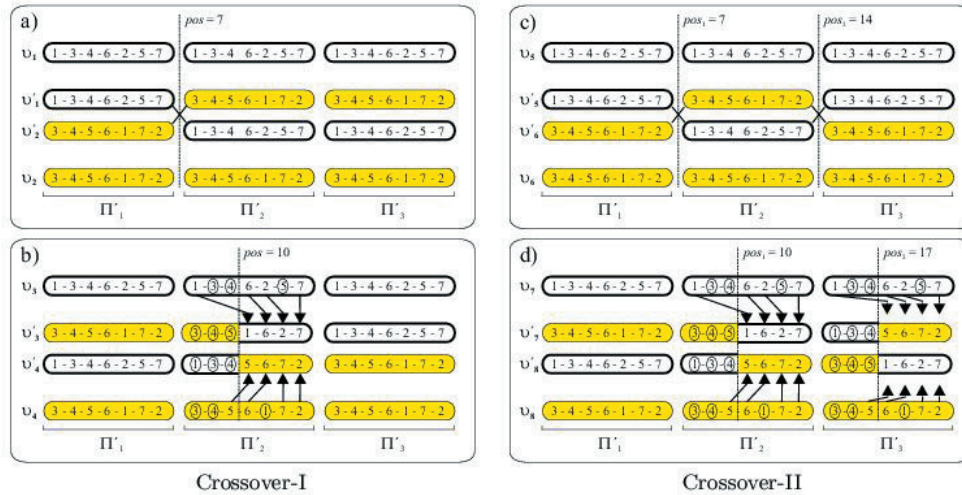 a) pos = 7
υ₁ 1 - 3 - 4 - 6 - 2 - 5 - 7 1 - 3 - 4 6 - 2 - 5 - 7 1 - 3 - 4 - 6 - 2 - 5 - 7
υ'₁ 1 - 3 - 4 - 6 - 2 - 5 - 7 3 - 4 - 5 - 6 - 1 - 7 - 2 3 - 4 - 5 - 6 - 1 - 7 - 2
υ'₂ 3 - 4 - 5 - 6 - 1 - 7 - 2 1 - 3 - 4 6 - 2 - 5 - 7 1 - 3 - 4 - 6 - 2 - 5 - 7
υ₂ 3 - 4 - 5 - 6 - 1 - 7 - 2 3 - 4 - 5 - 6 - 1 - 7 - 2 3 - 4 - 5 - 6 - 1 - 7 - 2
Π'₁ Π'₂ Π'₃
b) pos = 10
υ₃ 1 - 3 - 4 - 6 - 2 - 5 - 7 1 - 3 - 4 6 - 2 - 5 - 7 1 - 3 - 4 - 6 - 2 - 5 - 7
υ'₃ 3 - 4 - 5 - 6 - 1 - 7 - 2 3 - 4 - 5 1 - 6 - 2 - 7 1 - 3 - 4 - 6 - 2 - 5 - 7
υ'₄ 1 - 3 - 4 - 6 - 2 - 5 - 7 1 - 3 - 4 5 - 6 - 7 - 2 3 - 4 - 5 - 6 - 1 - 7 - 2
υ₄ 3 - 4 - 5 - 6 - 1 - 7 - 2 3 - 4 - 5 6 - 1 - 7 - 2 3 - 4 - 5 - 6 - 1 - 7 - 2
Π'₁ Π'₂ Π'₃
Crossover-I
c) pos₁ = 7 pos₂ = 14
υ₅ 1 - 3 - 4 - 6 - 2 - 5 - 7 1 - 3 - 4 6 - 2 - 5 - 7 1 - 3 - 4 - 6 - 2 - 5 - 7
υ'₅ 1 - 3 - 4 - 6 - 2 - 5 - 7 3 - 4 - 5 - 6 - 1 - 7 - 2 1 - 3 - 4 - 6 - 2 - 5 - 7
υ'₆ 3 - 4 - 5 - 6 - 1 - 7 - 2 1 - 3 - 4 6 - 2 - 5 - 7 3 - 4 - 5 - 6 - 1 - 7 - 2
υ₆ 3 - 4 - 5 - 6 - 1 - 7 - 2 3 - 4 - 5 - 6 - 1 - 7 - 2 3 - 4 - 5 - 6 - 1 - 7 - 2
Π'₁ Π'₂ Π'₃
d) pos₁ = 10 pos₂ = 17
υ₇ 1 - 3 - 4 - 6 - 2 - 5 - 7 1 - 3 - 4 6 - 2 - 5 - 7 1 - 3 - 4 6 - 2 - 5 - 7
υ'₇ 3 - 4 - 5 - 6 - 1 - 7 - 2 3 - 4 - 5 1 - 6 - 2 - 7 1 - 3 - 4 5 - 6 - 7 - 2
υ'₈ 1 - 3 - 4 - 6 - 2 - 5 - 7 1 - 3 - 4 5 - 6 - 7 - 2 3 - 4 - 5 1 - 6 - 2 - 7
υ₈ 3 - 4 - 5 - 6 - 1 - 7 - 2 3 - 4 - 5 6 - 1 - 7 - 2 3 - 4 - 5 6 - 1 - 7 - 2
Π'₁ Π'₂ Π'₃
Crossover-II